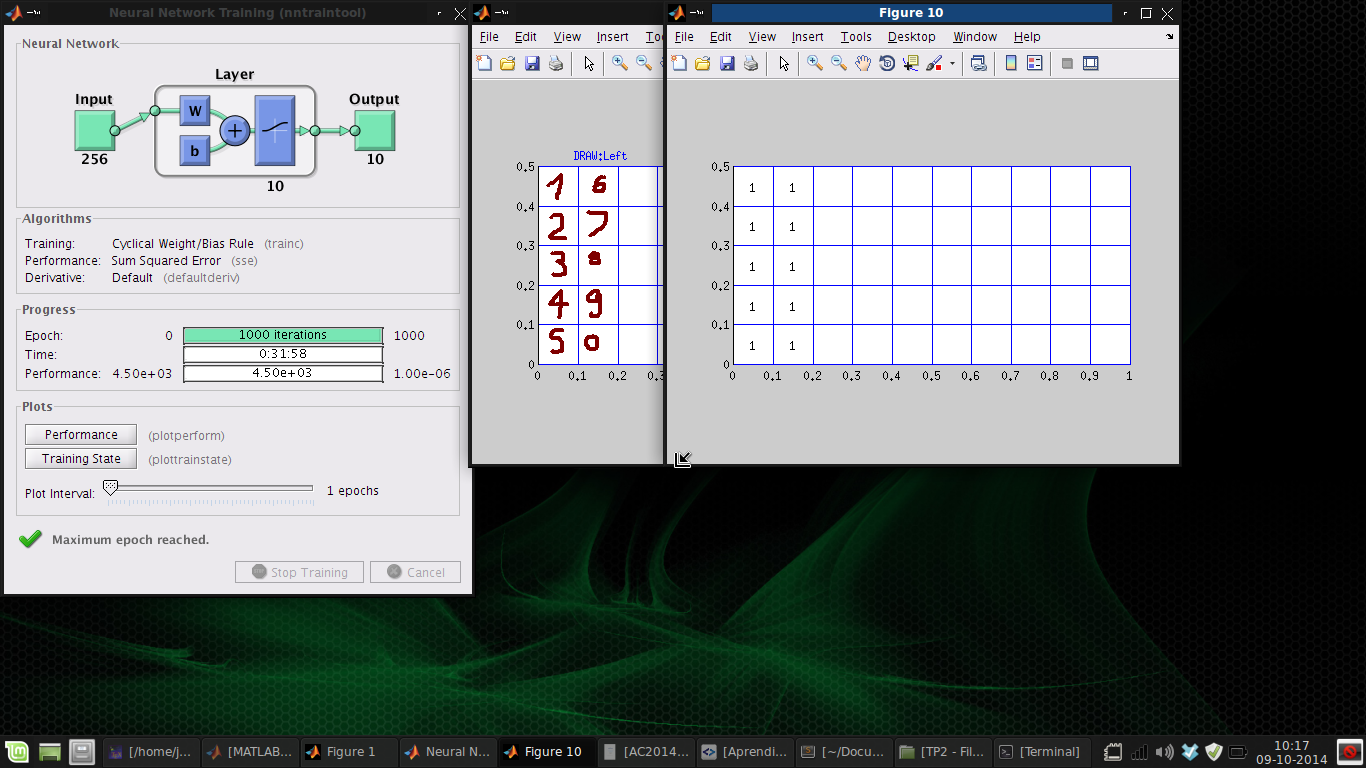 Neural Network Training (nntraintool)
Neural Network
Layer
Input
Output
W
b
256
10
10
Algorithms
Training: Cyclical Weight/Bias Rule (trainc)
Performance: Sum Squared Error (sse)
Derivative: Default (defaultderiv)
Progress
Epoch: 0 1000 iterations 1000
Time: 0:31:58
Performance: 4.50e+03 4.50e+03 1.00e-06
Plots
Performance (plotperform)
Training State (plottrainstate)
Plot Interval: 1 epochs
Maximum epoch reached.
Stop Training Cancel
File Edit View Insert To
DRAW:Left
0.5
1 6
0.4
2 7
0.3
3 8
0.2
4 9
0.1
5 0
0
0 0.1 0.2 0.3
Figure 10
File Edit View Insert Tools Desktop Window Help
0.5
1 1
0.4
1 1
0.3
1 1
0.2
1 1
0.1
1 1
0
0 0.1 0.2 0.3 0.4 0.5 0.6 0.7 0.8 0.9 1
[/home/j... [MATLAB... Figure 1 Neural N... Figure 10 [AC2014... [Aprendi... [~/Docu... [TP2 - Fil... [Terminal] 10:17
09-10-2014